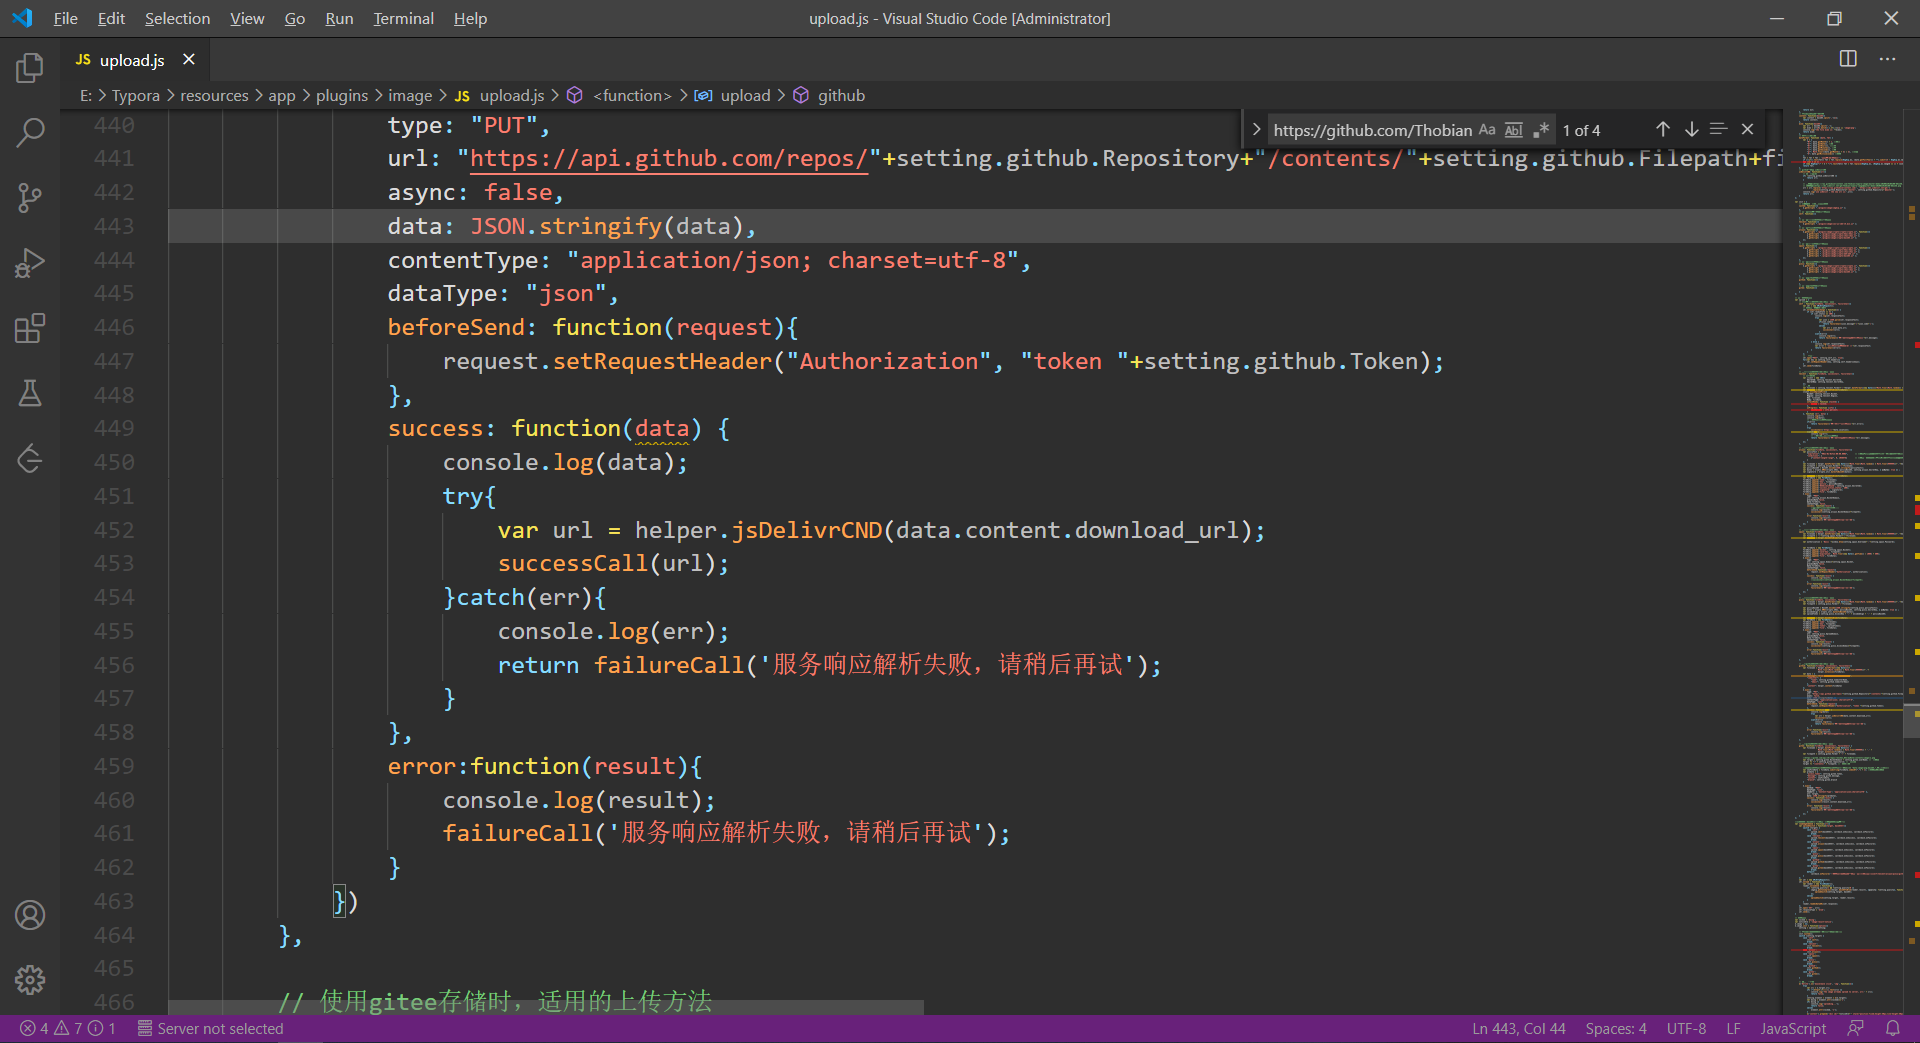 File Edit Selection View Go Run Terminal Help
upload.js - Visual Studio Code [Administrator]
JS upload.js
E: > Typora > resources > app > plugins > image > JS upload.js > <function> > upload > github
https://github.com/Thobian Aa Abl .* 1 of 4
440 type: "PUT",
441 url: "https://api.github.com/repos/"+setting.github.Repository+"/contents/"+setting.github.Filepath+fi
442 async: false,
443 data: JSON.stringify(data),
444 contentType: "application/json; charset=utf-8",
445 dataType: "json",
446 beforeSend: function(request){
447 request.setRequestHeader("Authorization", "token "+setting.github.Token);
448 },
449 success: function(data) {
450 console.log(data);
451 try{
452 var url = helper.jsDelivrCND(data.content.download_url);
453 successCall(url);
454 }catch(err){
455 console.log(err);
456 return failureCall('服务响应解析失败，请稍后再试');
457 }
458 },
459 error:function(result){
460 console.log(result);
461 failureCall('服务响应解析失败，请稍后再试');
462 }
463 })
464 },
465
466 // 使用gitee存储时，适用的上传方法
4 7 1 Server not selected
Ln 443, Col 44 Spaces: 4 UTF-8 LF JavaScript